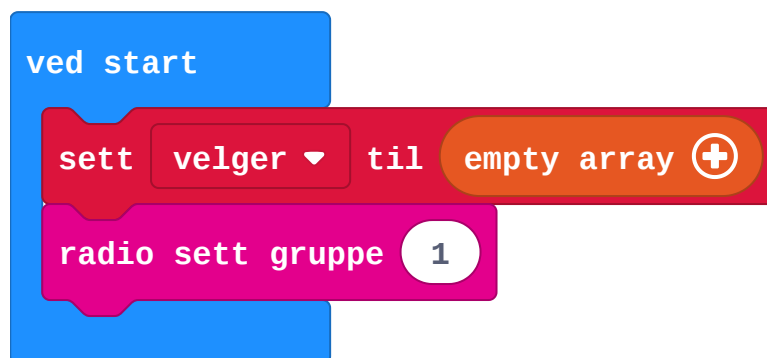 ved start
sett velger til empty array
radio sett gruppe 1